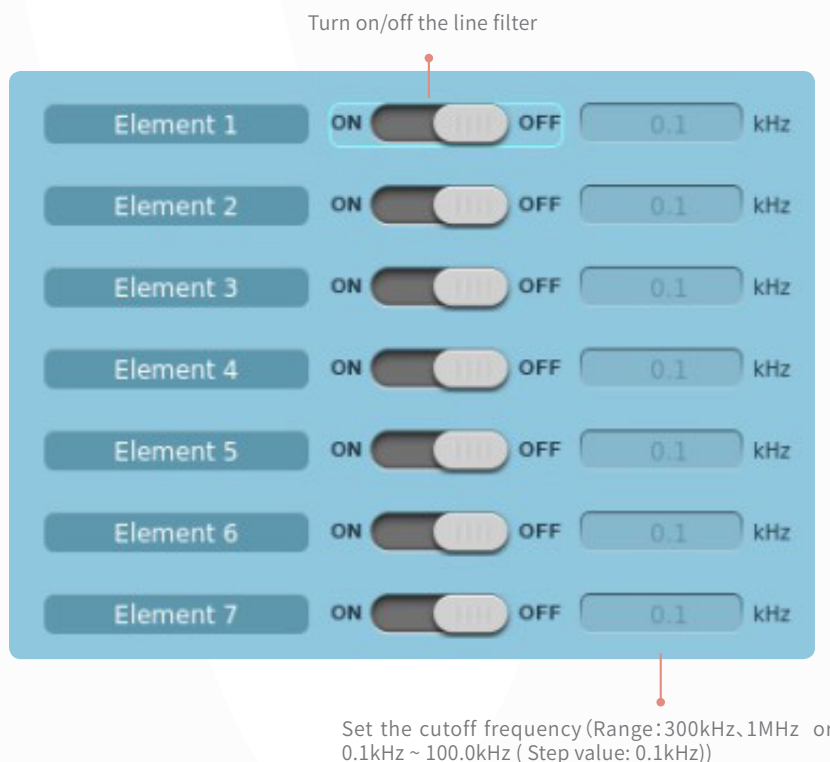 Turn on/off the line filter
Element 1 ON OFF 0.1 kHz
Element 2 ON OFF 0.1 kHz
Element 3 ON OFF 0.1 kHz
Element 4 ON OFF 0.1 kHz
Element 5 ON OFF 0.1 kHz
Element 6 ON OFF 0.1 kHz
Element 7 ON OFF 0.1 kHz
Set the cutoff frequency(Range:300kHz、1MHz or
0.1kHz ~ 100.0kHz ( Step value: 0.1kHz))